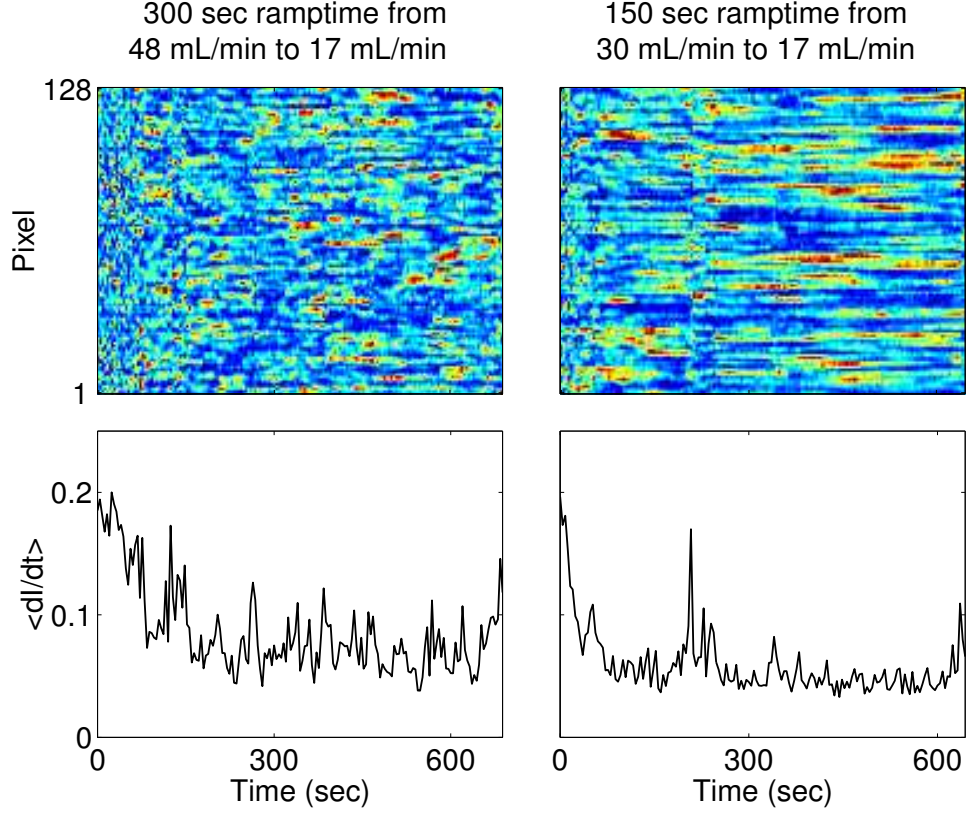 300 sec ramptime from
48 mL/min to 17 mL/min
150 sec ramptime from
30 mL/min to 17 mL/min
128
Pixel
1
0.2
0.1
0
<dI/dt>
0
300
600
Time (sec)
0
300
600
Time (sec)